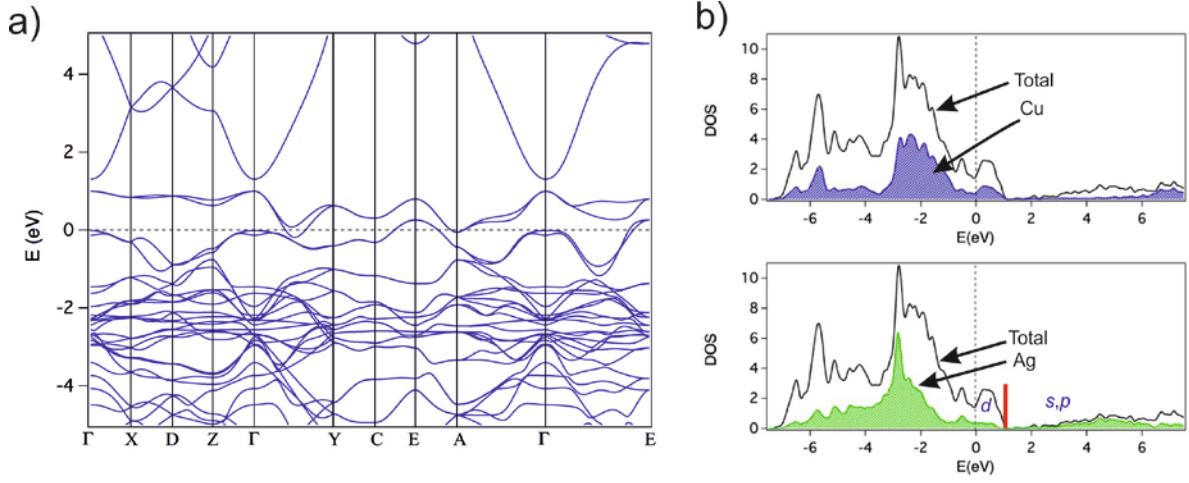 a)
E (eV)
4
2
0
-2
-4
Γ X D Z Γ Y C E A Γ E
b)
DOS
10
8
6
4
2
0
Total
Cu
-6 -4 -2 0 2 4 6
E(eV)
DOS
10
8
6
4
2
0
Total
Ag
d
s,p
-6 -4 -2 0 2 4 6
E(eV)